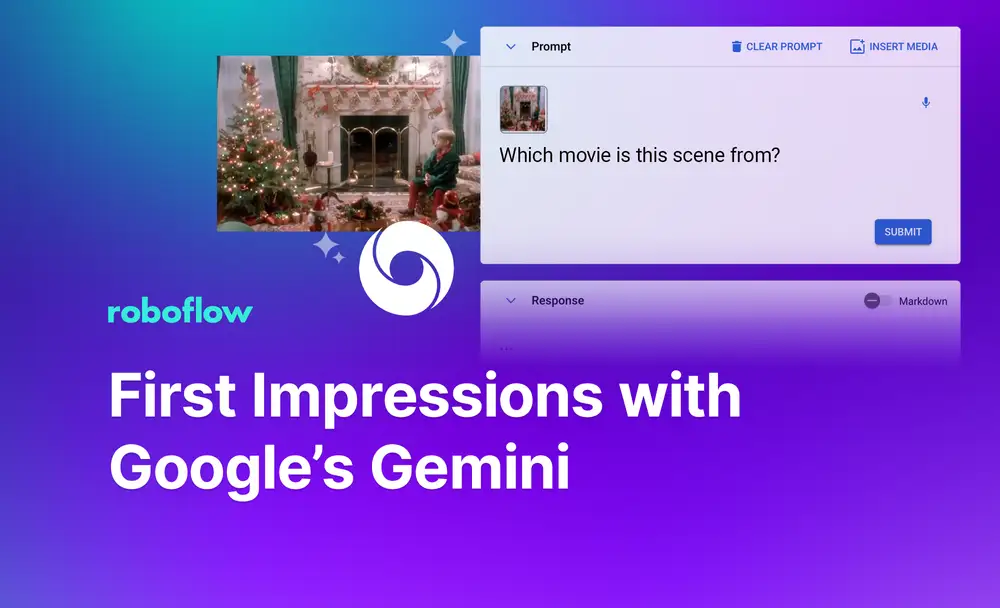 Prompt
CLEAR PROMPT
INSERT MEDIA
Which movie is this scene from?
SUBMIT
Response
Markdown
...
roboflow
First Impressions with
Google’s Gemini